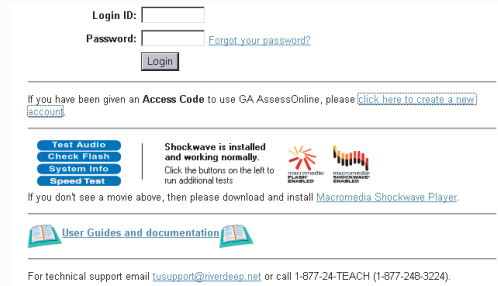 Login ID:
Password: Forgot your password?
Login
If you have been given an Access Code to use GA AssessOnline, please click here to create a new
account.
Test Audio
Check Flash
System Info
Speed Test
Shockwave is installed
and working normally.
Click the buttons on the left to
run additional tests
macromedia
FLASH
ENABLED
macromedia
SHOCKWAVE
ENABLED
If you don't see a movie above, then please download and install Macromedia Shockwave Player.
User Guides and documentation
For technical support email tusupport@riverdeep.net or call 1-877-24-TEACH (1-877-248-3224).